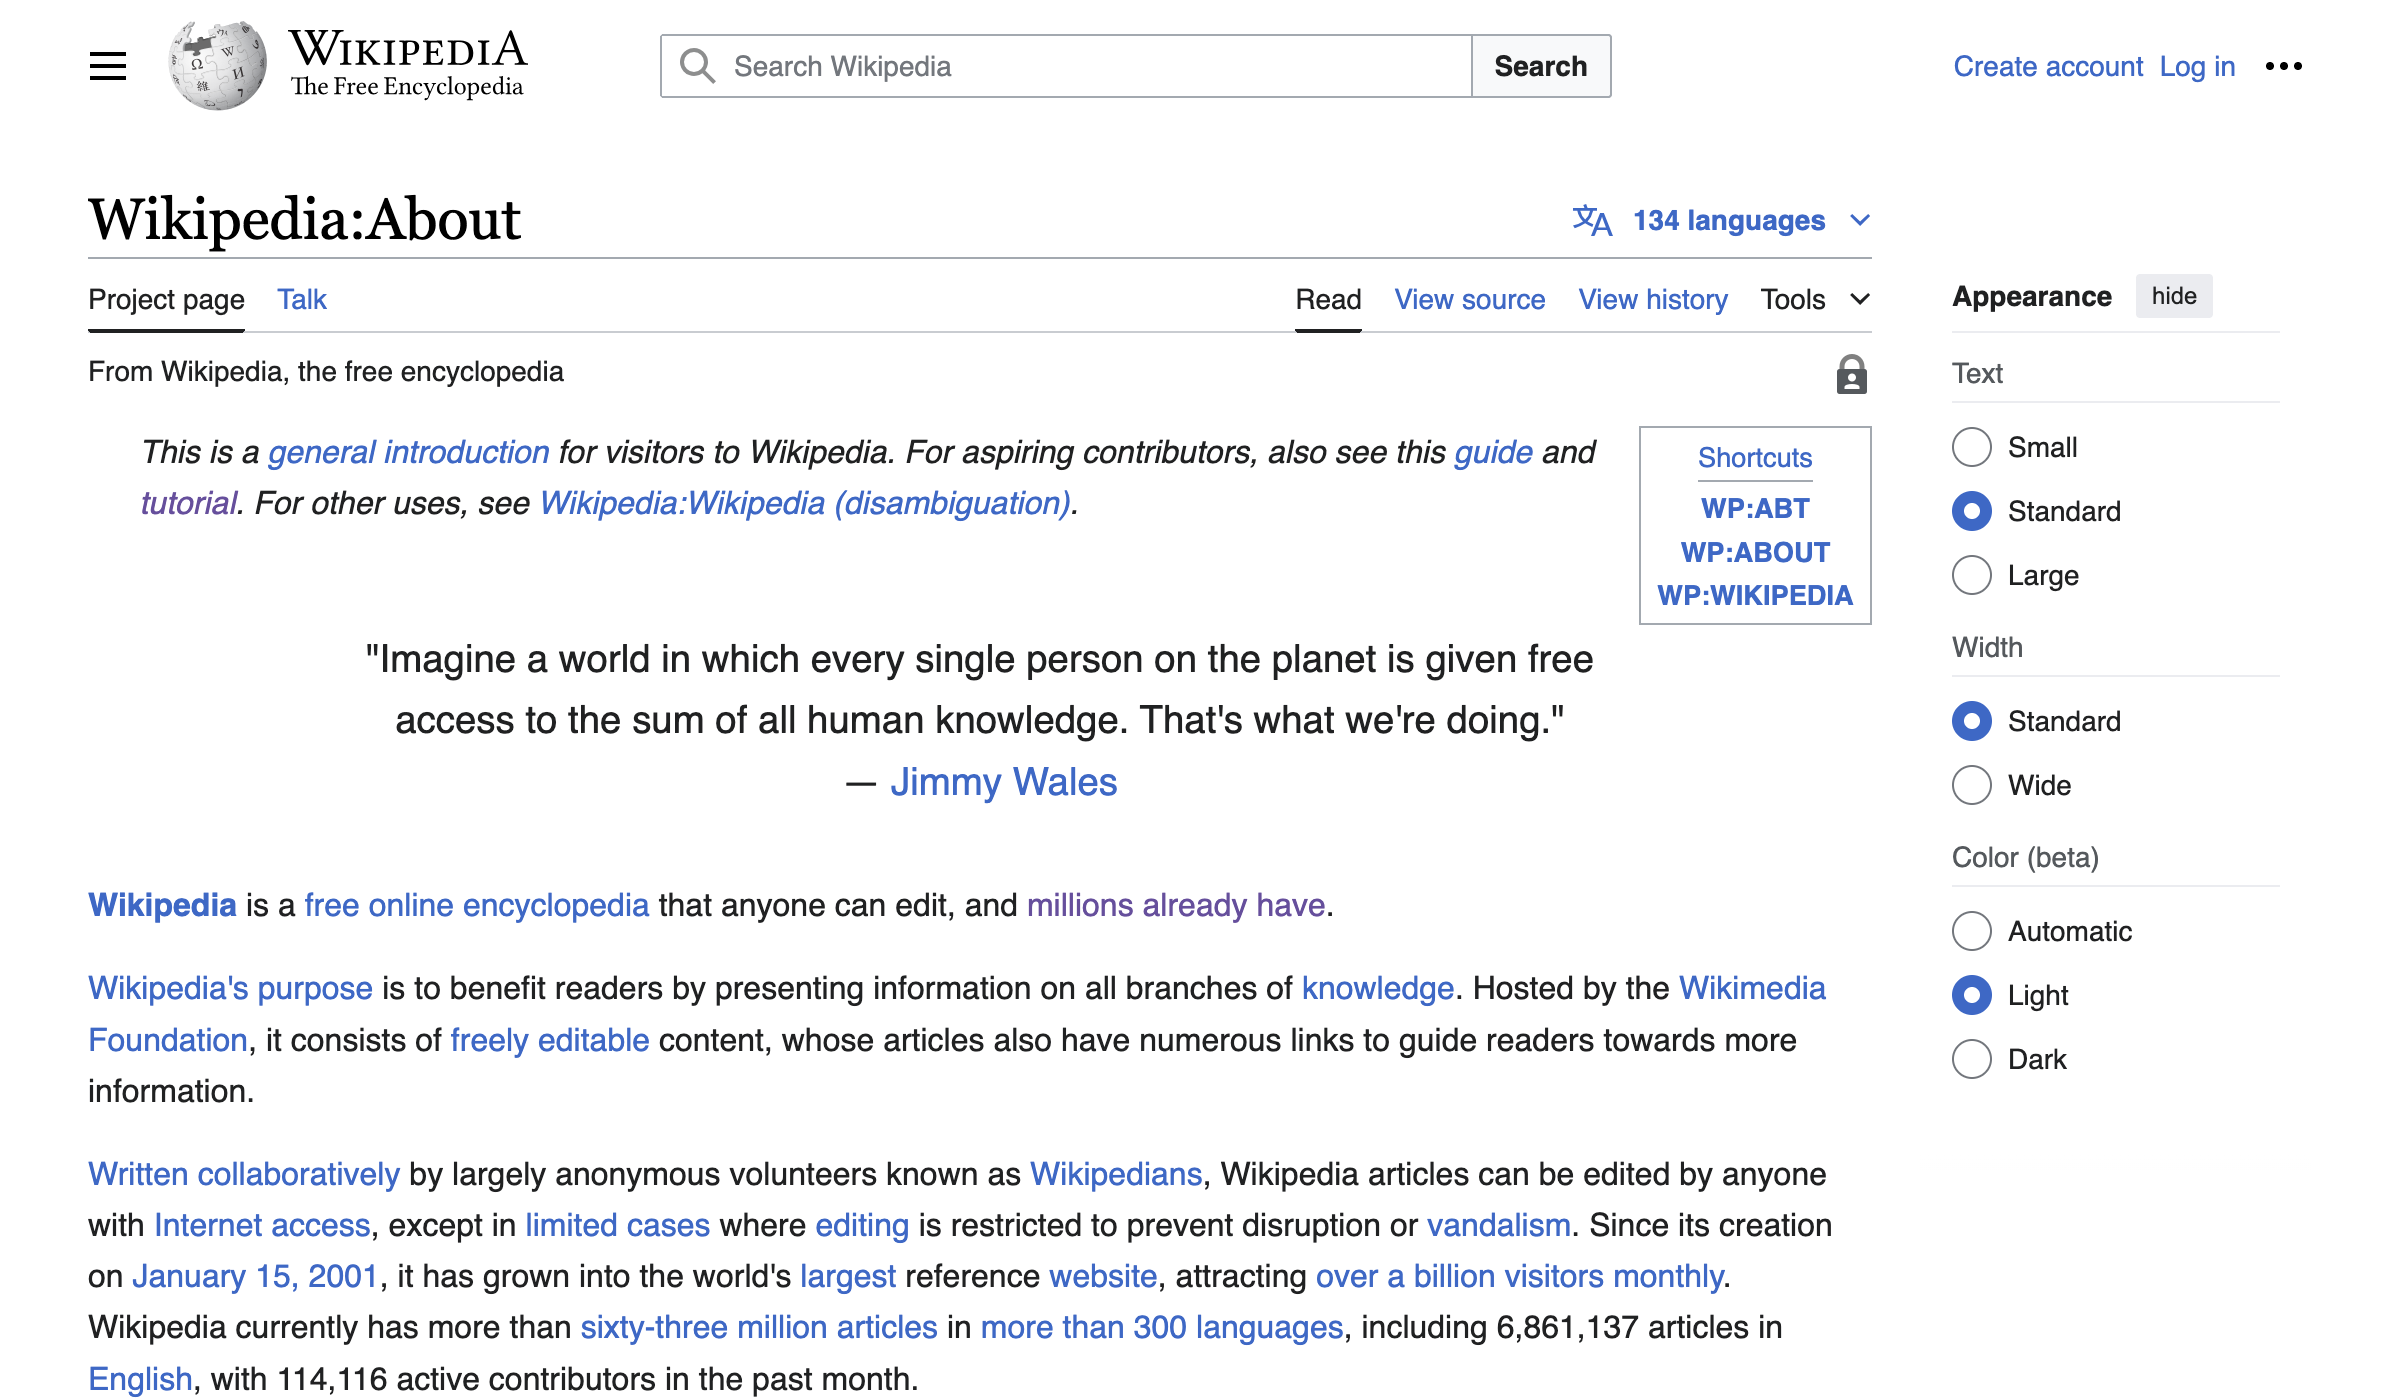 WIKIPEDIA
The Free Encyclopedia
Search Wikipedia
Search
Create account Log in
Wikipedia:About
134 languages
Project page Talk
Read View source View history Tools
From Wikipedia, the free encyclopedia
This is a general introduction for visitors to Wikipedia. For aspiring contributors, also see this guide and
tutorial. For other uses, see Wikipedia:Wikipedia (disambiguation).
Shortcuts
WP:ABT
WP:ABOUT
WP:WIKIPEDIA
"Imagine a world in which every single person on the planet is given free
access to the sum of all human knowledge. That's what we're doing."
— Jimmy Wales
Wikipedia is a free online encyclopedia that anyone can edit, and millions already have.
Wikipedia's purpose is to benefit readers by presenting information on all branches of knowledge. Hosted by the Wikimedia
Foundation, it consists of freely editable content, whose articles also have numerous links to guide readers towards more
information.
Written collaboratively by largely anonymous volunteers known as Wikipedians, Wikipedia articles can be edited by anyone
with Internet access, except in limited cases where editing is restricted to prevent disruption or vandalism. Since its creation
on January 15, 2001, it has grown into the world's largest reference website, attracting over a billion visitors monthly.
Wikipedia currently has more than sixty-three million articles in more than 300 languages, including 6,861,137 articles in
English, with 114,116 active contributors in the past month.
Appearance hide
Text
Small
Standard
Large
Width
Standard
Wide
Color (beta)
Automatic
Light
Dark